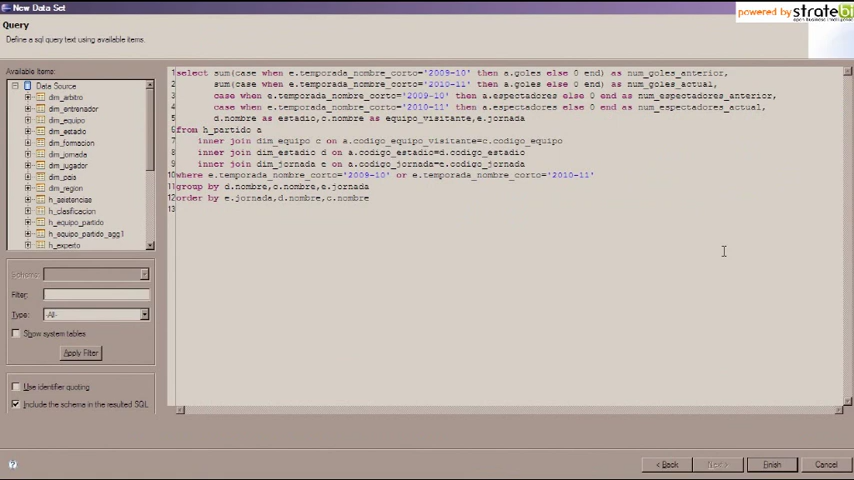 New Data Set
powered by stratebi
open business intelligence
Query
Define a sql query text using available items.
Available Items:
Data Source
dim_arbitro
dim_entrenador
dim_equipo
dim_estadio
dim_formacion
dim_jornada
dim_jugador
dim_pais
dim_region
h_asistencias
h_clasificacion
h_equipo_partido
h_equipo_partido_agg1
h_experto
1 select sum(case when e.temporada_nombre_corto='2009-10' then a.goles else 0 end) as num_goles_anterior,
2 sum(case when e.temporada_nombre_corto='2010-11' then a.goles else 0 end) as num_goles_actual,
3 case when e.temporada_nombre_corto='2009-10' then a.espectadores else 0 end as num_espectadores_anterior,
4 case when e.temporada_nombre_corto='2010-11' then a.espectadores else 0 end as num_espectadores_actual,
5 d.nombre as estadio,c.nombre as equipo_visitante,e.jornada
6 from h_partido a
7 inner join dim_equipo c on a.codigo_equipo_visitante=c.codigo_equipo
8 inner join dim_estadio d on a.codigo_estadio=d.codigo_estadio
9 inner join dim_jornada e on a.codigo_jornada=e.codigo_jornada
10 where e.temporada_nombre_corto='2009-10' or e.temporada_nombre_corto='2010-11'
11 group by d.nombre,c.nombre,e.jornada
12 order by e.jornada,d.nombre,c.nombre
13
Schema:
Filter:
Type: -All-
Show system tables
Apply Filter
Use identifier quoting
Include the schema in the resulted SQL
?
< Back
Next >
Finish
Cancel